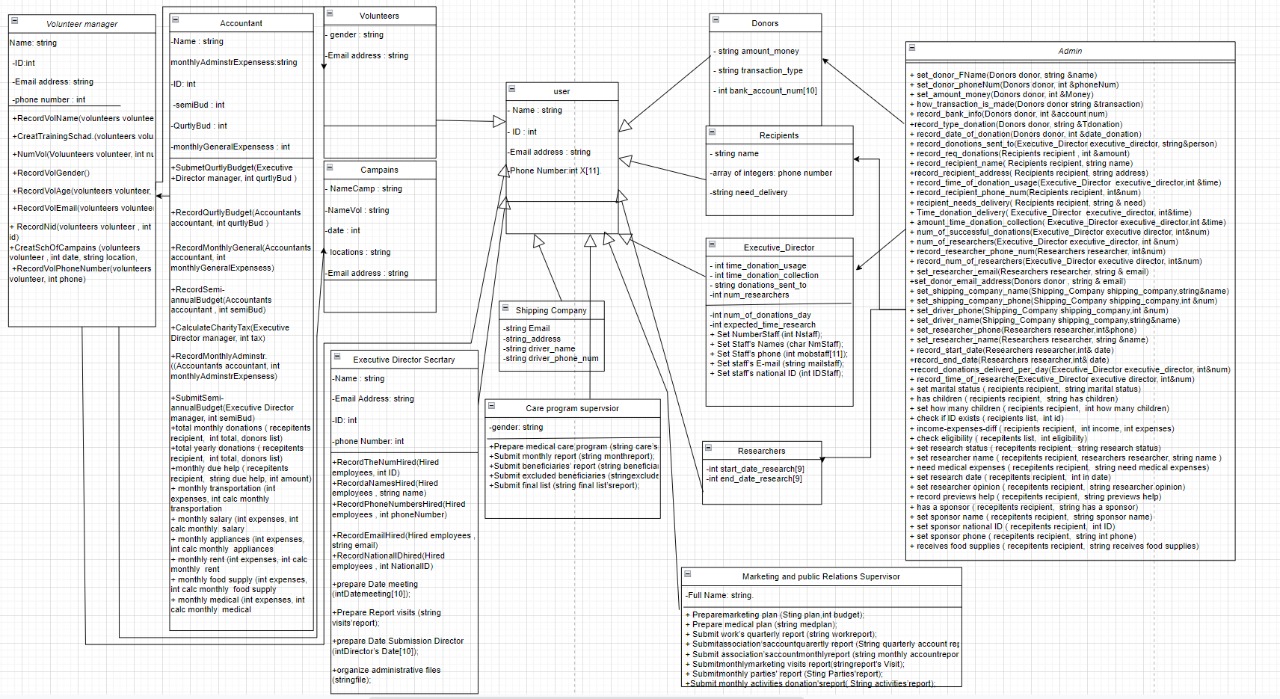 Volunteer manager
Name: string
-ID:int
-Email address: string
-phone number : int
+RecordVolName(volunteers voluntee
+CreatTrainingSchad.(volunteers volu
+NumVol(Voluunteers volunteer, int nu
+RecordVolGender()
+RecordVolAge(volunteers volunteer,
+RecordVolEmail(volunteers voluntee
+RecordNid(volunteers volunteer , int
id)
+CreatSchOfCampains (volunteers
volunteer , int date, string location,
+RecordVolPhoneNumber(volunteers
volunteer, int phone)
Accountant
-Name : string
monthlyAdminstrExpensess:string
-ID: int
-semiBud : int
-QurtlyBud : int
-monthlyGeneralExpensess : int
+SubmetQurtlyBudget(Executive
+Director manager, int qurtlyBud )
+RecordQurtlyBudget(Accountants
accountant, int qurtlyBud )
+RecordMonthlyGeneral(Accountants
accountant, int
monthlyGeneralExpensess)
+RecordSemi-
annualBudget(Accountants
accountant , int semiBud)
+CalculateCharityTax(Executive
Director manager, int tax)
+RecordMonthlyAdminstr.
((Accountants accountant, int
monthlyAdminstrExpensess)
+SubmitSemi-
annualBudget(Executive Director
manager, int semiBud)
total monthly donations ( recepitents
recipient, int total, donors list)
total yearly donations ( recepitents
recipient, int total, donors list)
+monthly due help ( recepitents
recipient, string due help, int amount)
+ monthly transportation (int
expenses, int calc monthly
transportation
+ monthly salary (int expenses, int
calc monthly salary
+ monthly appliances (int expenses,
int calc monthly appliances
+ monthly rent (int expenses, int calc
monthly rent
+ monthly food supply (int expenses,
int calc monthly food supply
+ monthly medical (int expenses, int
calc monthly medical
Volunteers
- gender : string
-Email address : string
Campains
- NameCamp : string
-NameVol : string
-date : int
- locations : string
-Email address : string
Executive Director Secrtary
-Name : string
-Email Address: string
-ID: int
-phone Number: int
+RecordTheNumHired(Hired
employees, int ID)
+RecordaNamesHired(Hired
employees , string name)
+RecordPhoneNumbersHired(Hired
employees , int phoneNumber)
+RecordEmailHired(Hired employees ,
string email)
+RecordNationalIDhired(Hired
employees , int NationalID)
+prepare Date meeting
(intDatemeeting[10]);
+Prepare Report visits (string
visits'report);
+prepare Date Submission Director
(intDirector's Date[10]);
+organize administrative files
(stringfile);
user
- Name : string
- ID : int
-Email address : string
-Phone Number:int X[11].
Shipping Company
-string Email
-string_address
-string driver_name
-string driver_phone_num
Care program supervsior
-gender: string
+Prepare medical care program (string care's
+Submit monthly report (string monthreport);
+Submit beneficiaries' report (string beneficia
+Submit excluded beneficiaries (stringexclude
+Submit final list (string final list'sreport);
Donors
- string amount_money
- string transaction_type
- int bank_account_num[10]
Recipients
- string name
-array of integers: phone number
-string need_delivery
Executive_Director
- int time_donation_usage
- int time_donation_collection
- string donations_sent_to
-int num_researchers
-int num_of_donations_day
-int expected_time_research
+ Set NumberStaff (int Nstaff);
+ Set Staff's Names (char NmStaff);
+ Set Staff's phone (int mobstaff[11]);
+ Set staff's E-mail (string mailstaff);
+ Set staff's national ID (int IDStaff);
Researchers
-int start_date_research[9]
-int end_date_research[9]
Marketing and public Relations Supervisor
-Full Name: string.
+ Preparemarketing plan (Sting plan,int budget);
+ Prepare medical plan (string medplan);
+ Submit work's quarterly report (string workreport);
+ Submitassociation'saccountquarertly report (String quarterly account rep
+ Submit association'saccountmonthlyreport (string monthly accountrepor
+ Submitmonthlymarketing visits report(stringreport's Visit);
+ Submitmonthly parties' report (Sting Parties'report);
+Submit monthly activities donation'sreport( String activities'report);
Admin
+ set_donor_FName(Donors donor, string &name)
+ set_donor_phoneNum(Donors donor, int &phoneNum)
+ set_amount_money(Donors donor, int &Money)
+ how_transaction_is_made(Donors donor, string &transaction)
+ record_bank_info(Donors donor, int &account num)
+record_type_donation(Donors donor, string &Tdonation)
+ record_date_of_donation(Donors donor, int &date_donation)
+ record_donotions_sent_to(Executive_Director executive_director, string&person)
+ record_req_donations(Recipients recipient , int &amount)
+ record_recipient_name( Recipients recipient, string name)
+record_recipient_address( Recipients recipient, string address)
+ record_time_of_donation_usage(Executive_Director executive_director,int &time)
+ record_recipient_phone_num(Recipients recipient, int&num)
+ recipient_needs_delivery( Recipients recipient, string & need)
+ Time_donation_delivery( Executive_Director executive_director, int&time)
+ amount_time_donation_collection( Executive_Director executive_director,int &time)
+ num_of_successful_donations(Executive_Director executive director, int&num)
+ num_of_researchers(Executive_Director executive_director, int &num)
+ record_researcher_phone_num(Researchers researcher, int&num)
+ record_num_of_researchers(Executive_Director executive director, int&num)
+ set_researcher_email(Researchers researcher, string & email)
+set_donor_email_address(Donors donor , string & email)
+ set_shipping_company_name(Shipping_Company shipping_company,string&name)
+ set_shipping_company_phone(Shipping_Company shipping_company,int &num)
+ set_driver_phone(Shipping_Company shipping_company,int&num)
+ set_driver_name(Shipping_Company shipping_company,string&name)
+ set_researcher_phone(Researchers researcher,int&phone)
+ set_researcher_name(Researchers researcher, string &name)
+ record_start_date(Researchers researcher,int& date)
+record_end_date(Researchers researcher,int& date)
+record_donations_deliverd_per_day(Executive_Director executive_director, int&num)
+ record_time_of_researche(Executive_Director executive director, int&num)
+ set marital status ( recipients recipient, string marital status)
+ has children ( recipients recipient, string has children)
+ set how many children ( recipients recipient, int how many children)
+ check if ID exists ( recipients list, int id)
+ income-expenses-diff ( recipients recipient, int income, int expenses)
+ check eligibility ( recepitents list, int eligibility)
+ set research status ( recepitents recipient, string research status)
+ set researcher name ( recepitents recipient, researchers researcher, string name )
+ need medical expenses ( recepitents recipient, string need medical expenses)
+ set research date ( recepitents recipient, int in date)
+ set researcher opinion ( recepitents recipient, string researcher opinion)
+ record previews help ( recepitents recipient, string previews help)
+ has a sponsor ( recepitents recipient, string has a sponsor)
+ set sponsor name ( recepitents recipient, string sponsor name)
+ set sponsor national ID ( recepitents recipient, int ID)
+ set sponsor phone ( recepitents recipient, string int phone)
+ receives food supplies ( recepitents recipient, string receives food supplies)